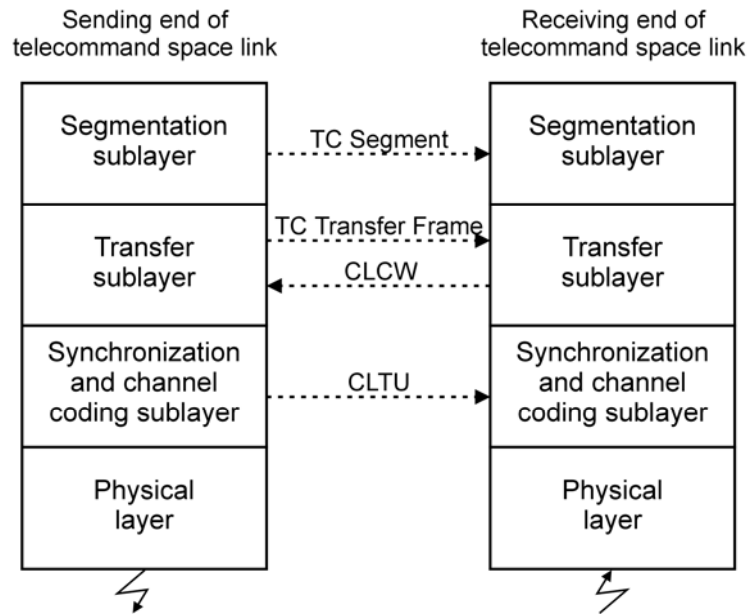 Sending end of
telecommand space link
Receiving end of
telecommand space link
Segmentation
sublayer
TC Segment
Segmentation
sublayer
TC Transfer Frame
Transfer
sublayer
CLCW
Transfer
sublayer
Synchronization
and channel
coding sublayer
CLTU
Synchronization
and channel
coding sublayer
Physical
layer
Physical
layer